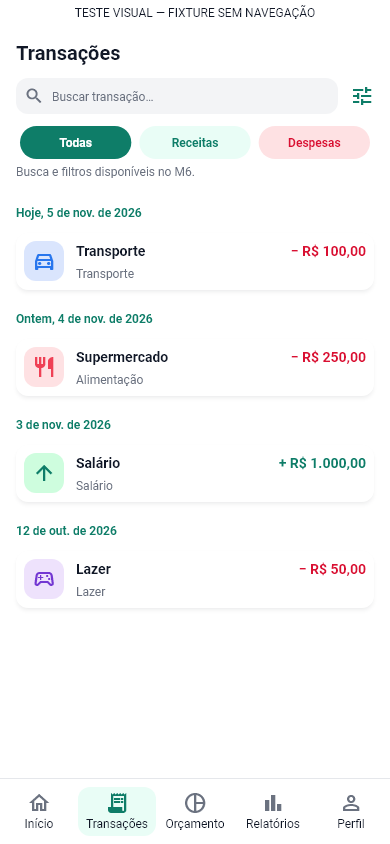 TESTE VISUAL — FIXTURE SEM NAVEGAÇÃO
Transações
Buscar transação…
Todas
Receitas
Despesas
Busca e filtros disponíveis no M6.
Hoje, 5 de nov. de 2026
Transporte
− R$ 100,00
Transporte
Ontem, 4 de nov. de 2026
Supermercado
− R$ 250,00
Alimentação
3 de nov. de 2026
Salário
+ R$ 1.000,00
Salário
12 de out. de 2026
Lazer
− R$ 50,00
Lazer
Início
Transações
Orçamento
Relatórios
Perfil